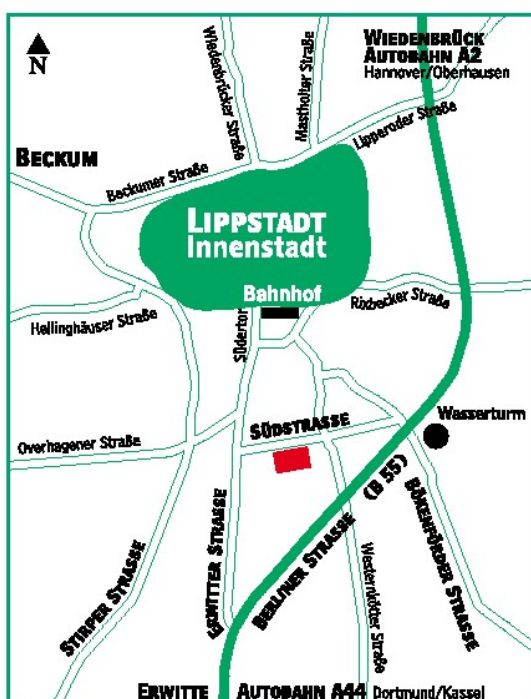 WIEDENBRÜCK
AUTOBAHN A2
Hannover/Oberhausen
N
Wiedenbrücker Straße
Mastholter Straße
Lipperoder Straße
BECKUM
Beckumer Straße
LIPPSTADT
Innenstadt
Bahnhof
Rixbecker Straße
Hellinghäuser Straße
Südertor
SÜDSTRASSE
Wasserturm
Overhagener Straße
(B 55)
BÖKENFÖRDER STRASSE
ERWITTER STRASSE
BERLINER STRASSE
Westernkötter Straße
STIRPER STRASSE
ERWITTE
AUTOBAHN A44 Dortmund/Kassel